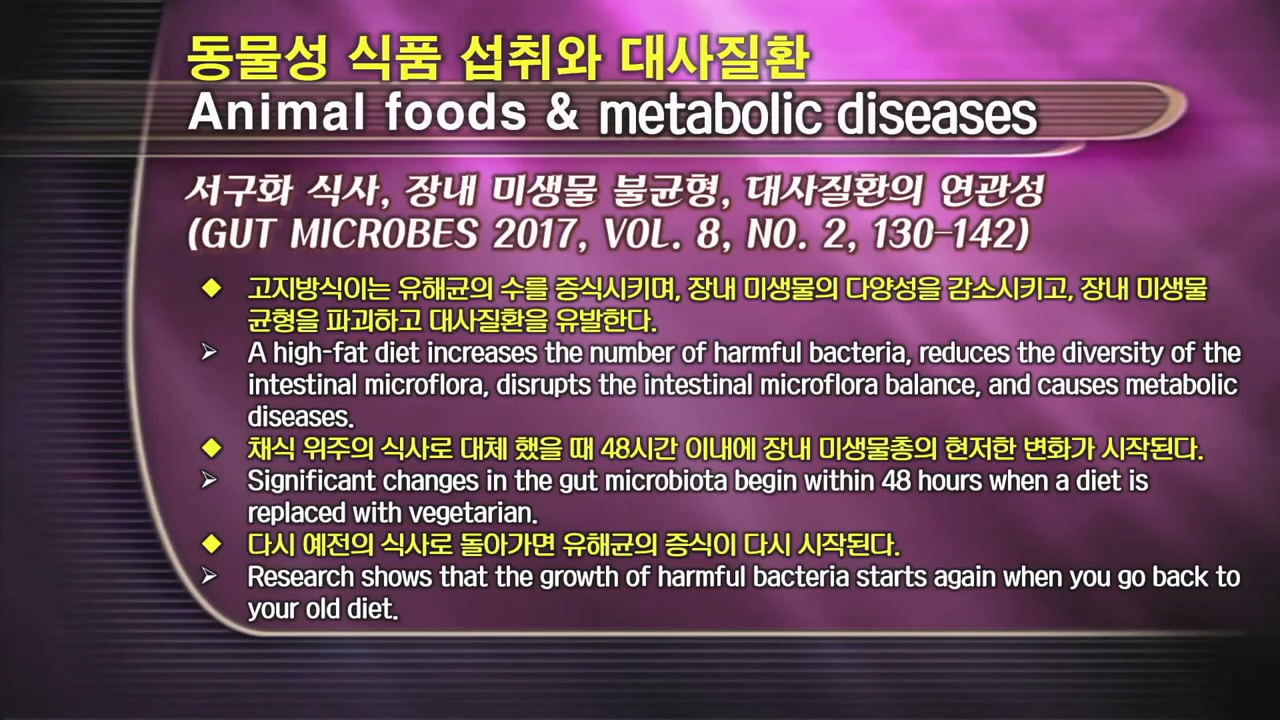 동물성 식품 섭취와 대사질환
Animal foods & metabolic diseases
서구화 식사, 장내 미생물 불균형, 대사질환의 연관성
(GUT MICROBES 2017, VOL. 8, NO. 2, 130–142)
◆ 고지방식이는 유해균의 수를 증식시키며, 장내 미생물의 다양성을 감소시키고, 장내 미생물
균형을 파괴하고 대사질환을 유발한다.
➢ A high-fat diet increases the number of harmful bacteria, reduces the diversity of the
intestinal microflora, disrupts the intestinal microflora balance, and causes metabolic
diseases.
◆ 채식 위주의 식사로 대체 했을 때 48시간 이내에 장내 미생물총의 현저한 변화가 시작된다.
➢ Significant changes in the gut microbiota begin within 48 hours when a diet is
replaced with vegetarian.
◆ 다시 예전의 식사로 돌아가면 유해균의 증식이 다시 시작된다.
➢ Research shows that the growth of harmful bacteria starts again when you go back to
your old diet.